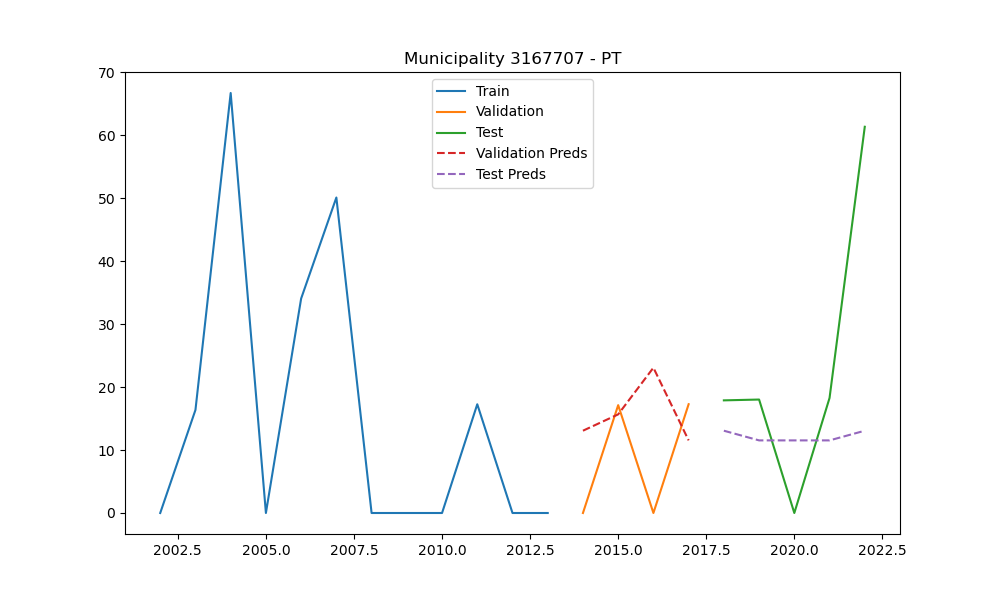 Municipality 3167707 - PT
Train
Validation
Test
Validation Preds
Test Preds
70
60
50
40
30
20
10
0
2002.5 2005.0 2007.5 2010.0 2012.5 2015.0 2017.5 2020.0 2022.5